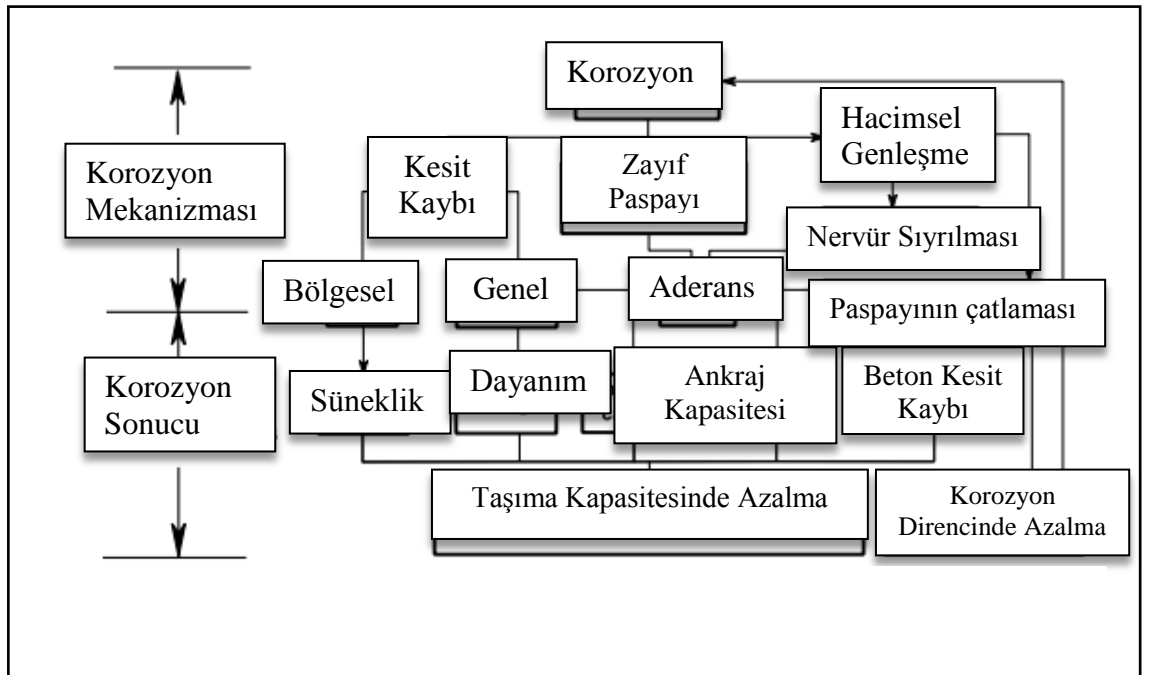 Korozyon
Hacimsel
Genleşme
Kesit
Kaybı
Zayıf
Paspayı
Korozyon
Mekanizması
Nervür Sıyrılması
Bölgesel
Genel
Aderans
Paspayının çatlaması
Korozyon
Sonucu
Süneklik
Dayanım
Ankraj
Kapasitesi
Beton Kesit
Kaybı
Taşıma Kapasitesinde Azalma
Korozyon
Direncinde Azalma